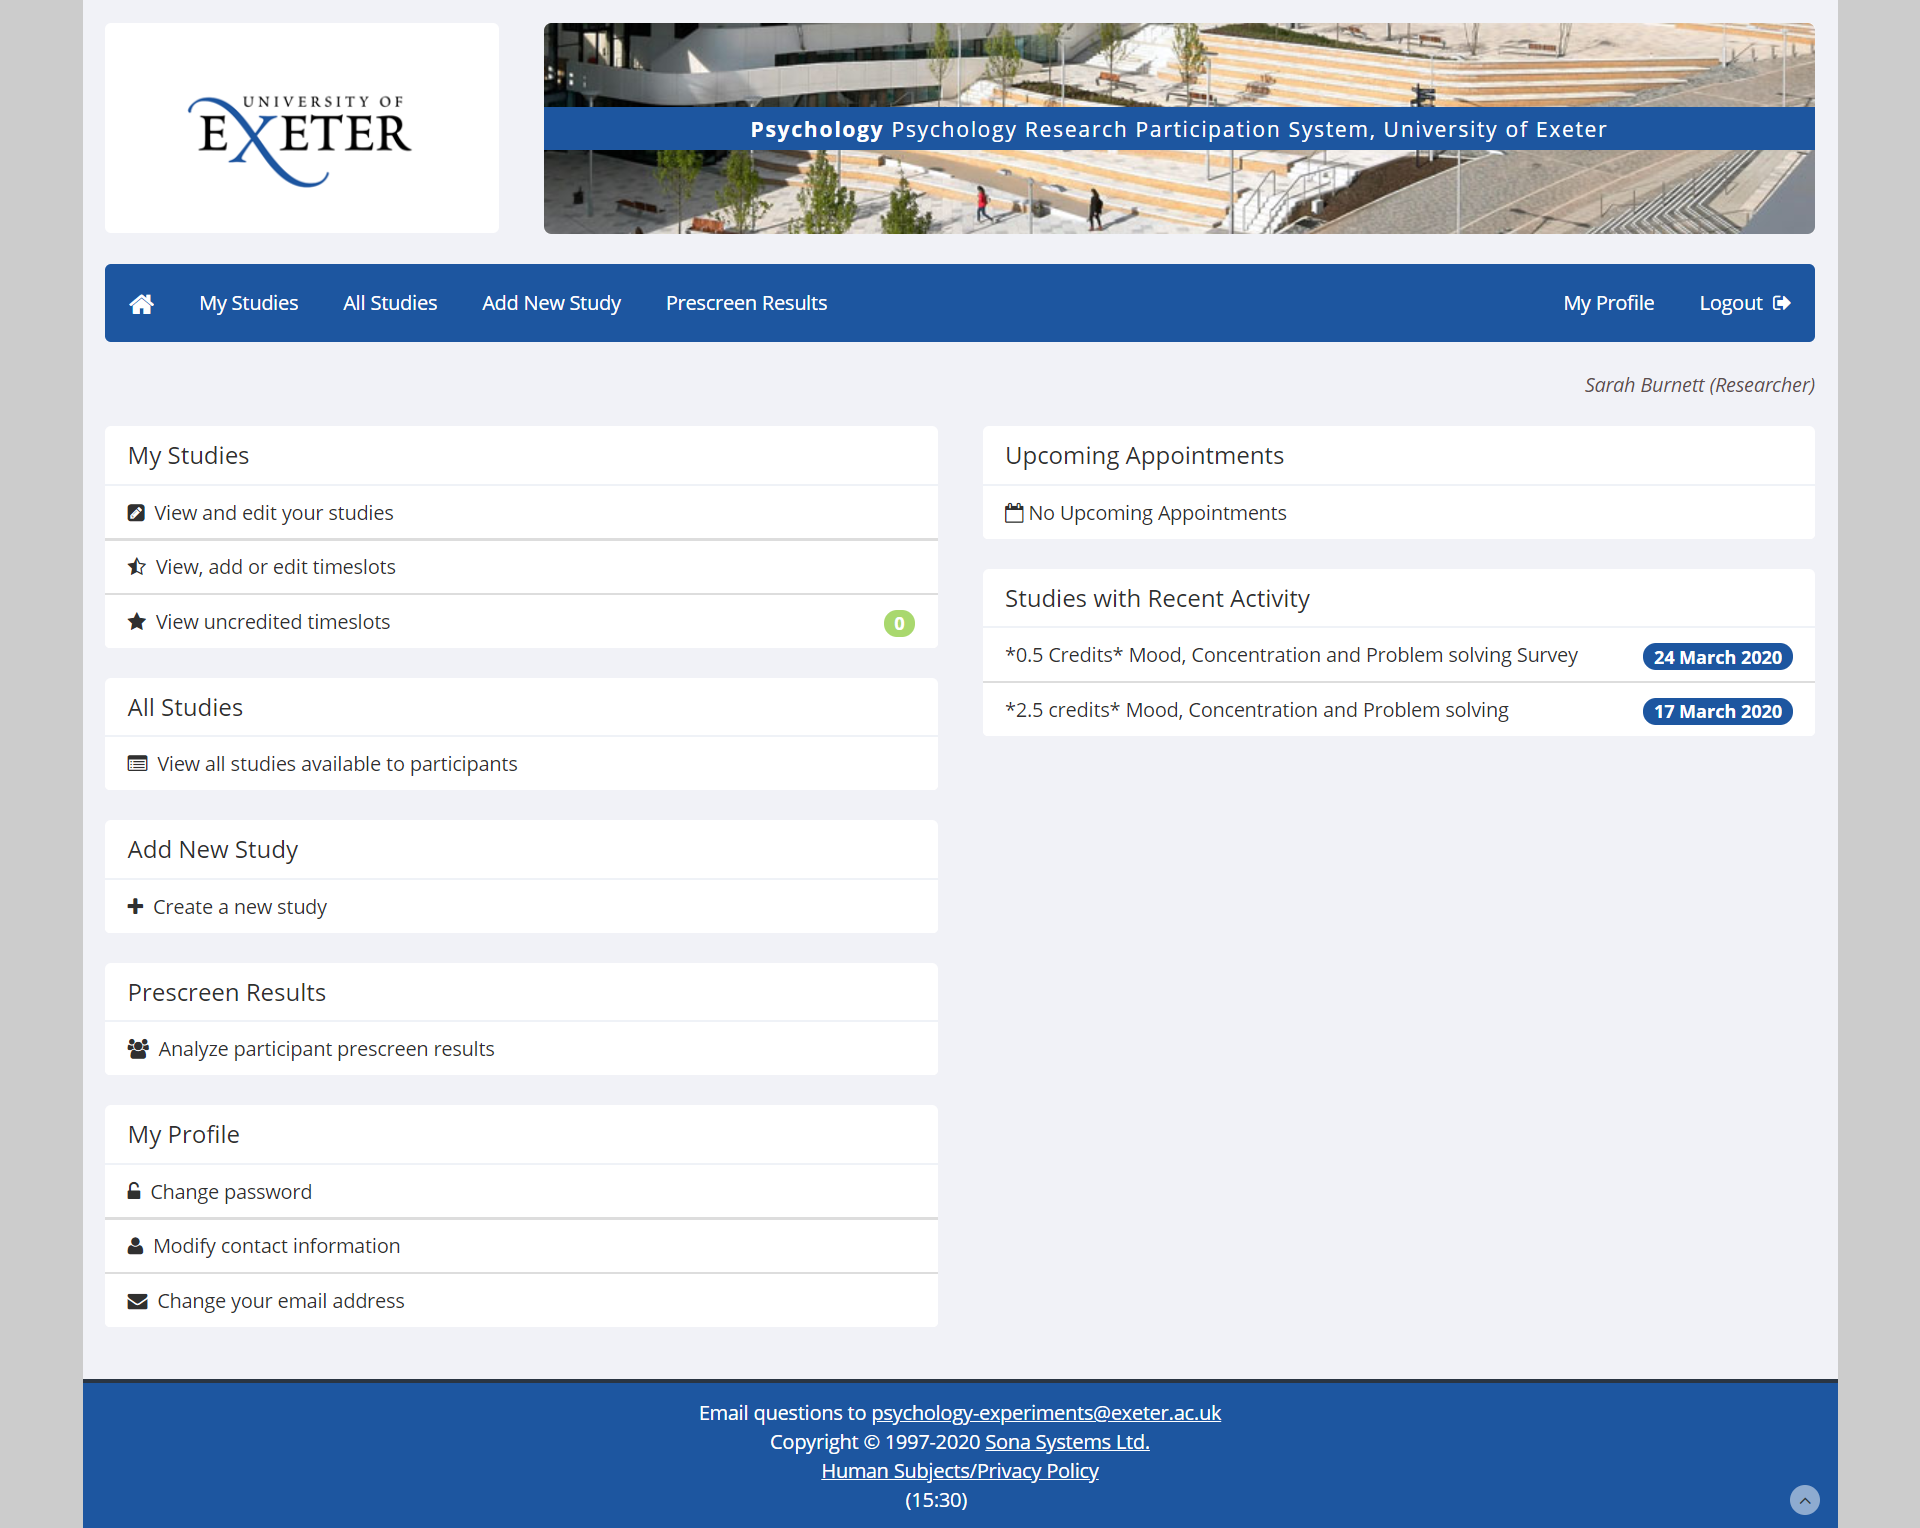 UNIVERSITY OF
EXETER
Psychology Psychology Research Participation System, University of Exeter
My Studies All Studies Add New Study Prescreen Results My Profile Logout
Sarah Burnett (Researcher)
My Studies
View and edit your studies
View, add or edit timeslots
View uncredited timeslots 0
All Studies
View all studies available to participants
Add New Study
Create a new study
Prescreen Results
Analyze participant prescreen results
My Profile
Change password
Modify contact information
Change your email address
Upcoming Appointments
No Upcoming Appointments
Studies with Recent Activity
*0.5 Credits* Mood, Concentration and Problem solving Survey 24 March 2020
*2.5 credits* Mood, Concentration and Problem solving 17 March 2020
Email questions to psychology-experiments@exeter.ac.uk
Copyright © 1997-2020 Sona Systems Ltd.
Human Subjects/Privacy Policy
(15:30)